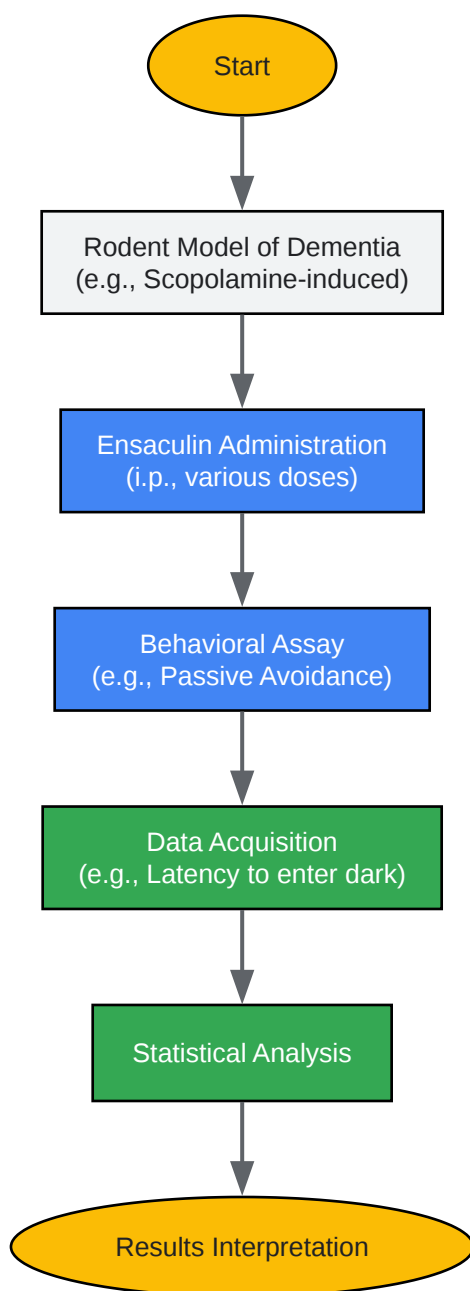 Start
Rodent Model of Dementia
(e.g., Scopolamine-induced)
Ensaculin Administration
(i.p., various doses)
Behavioral Assay
(e.g., Passive Avoidance)
Data Acquisition
(e.g., Latency to enter dark)
Statistical Analysis
Results Interpretation